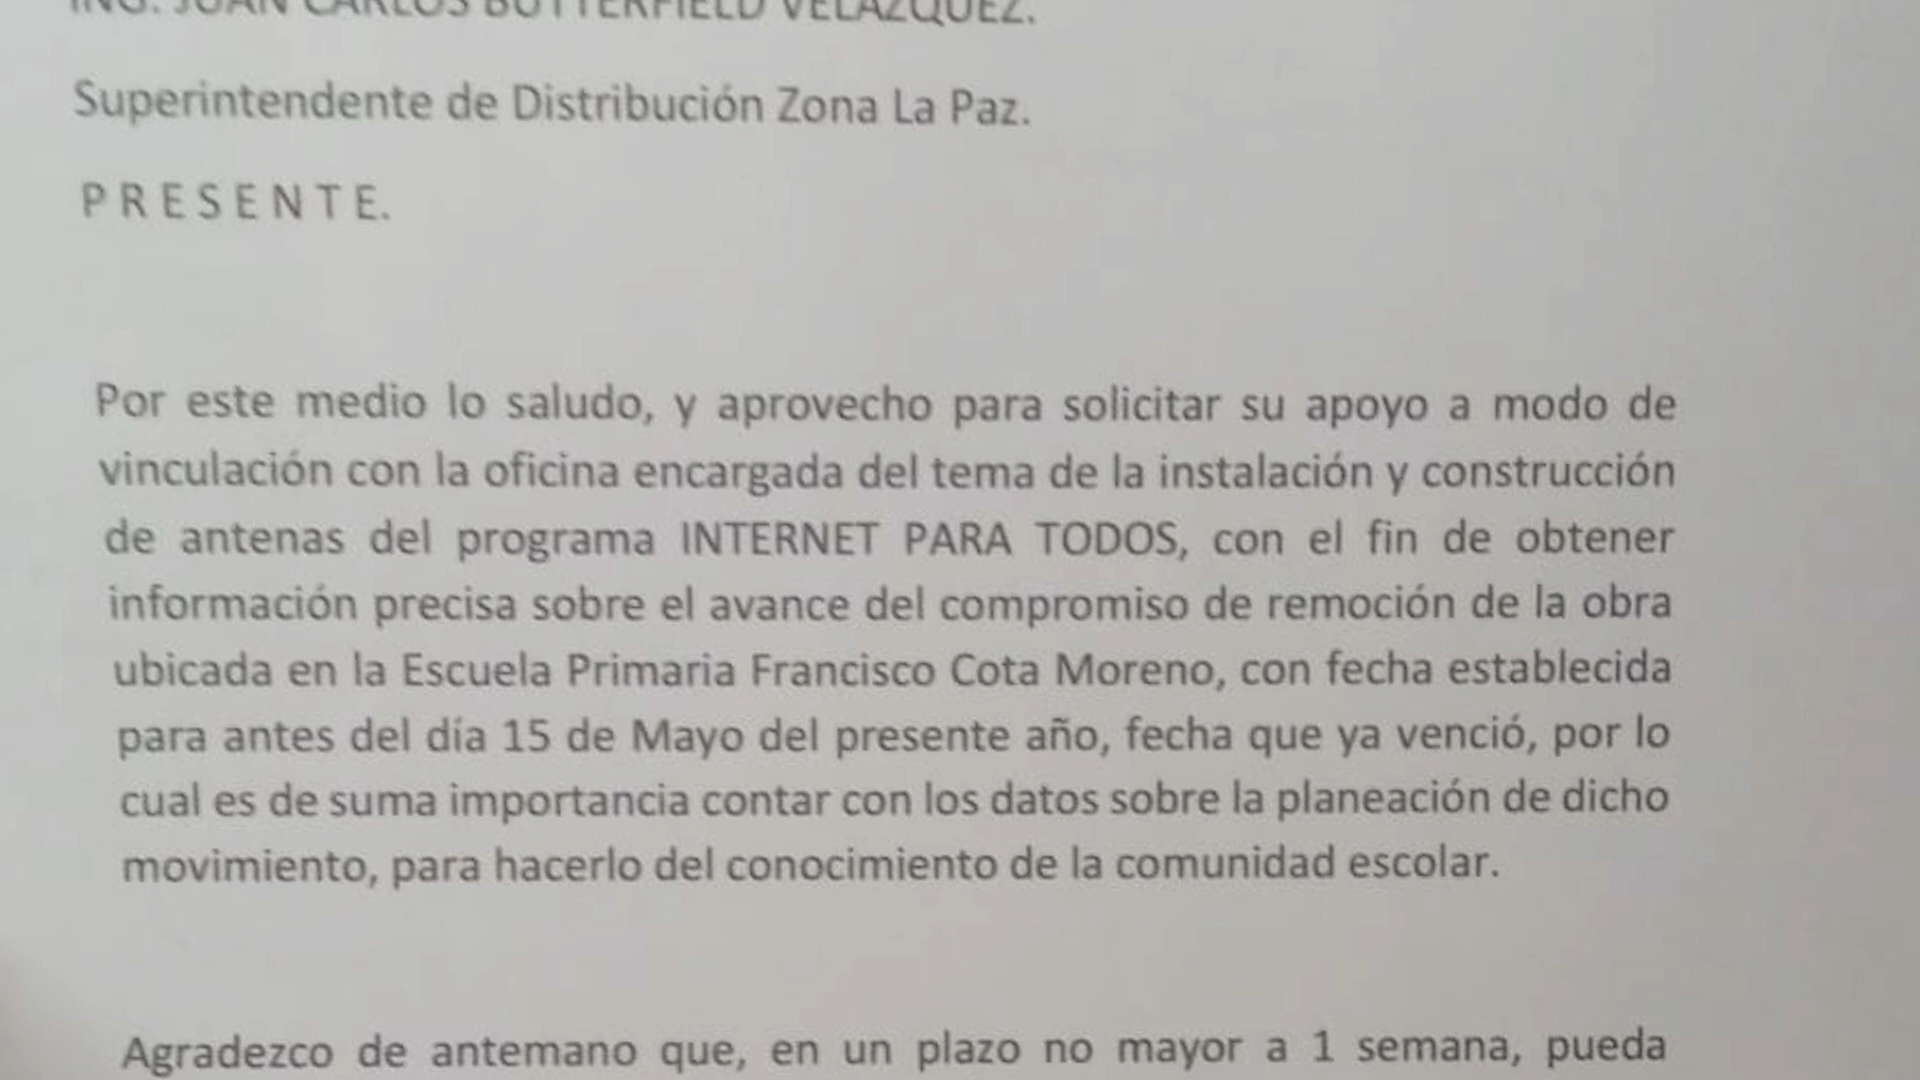 ING. JUAN CARLOS BUTTERFIELD VELAZQUEZ.
Superintendente de Distribución Zona La Paz.
P R E S E N T E.
Por este medio lo saludo, y aprovecho para solicitar su apoyo a modo de
vinculación con la oficina encargada del tema de la instalación y construcción
de antenas del programa INTERNET PARA TODOS, con el fin de obtener
información precisa sobre el avance del compromiso de remoción de la obra
ubicada en la Escuela Primaria Francisco Cota Moreno, con fecha establecida
para antes del día 15 de Mayo del presente año, fecha que ya venció, por lo
cual es de suma importancia contar con los datos sobre la planeación de dicho
movimiento, para hacerlo del conocimiento de la comunidad escolar.
Agradezco de antemano que, en un plazo no mayor a 1 semana, pueda